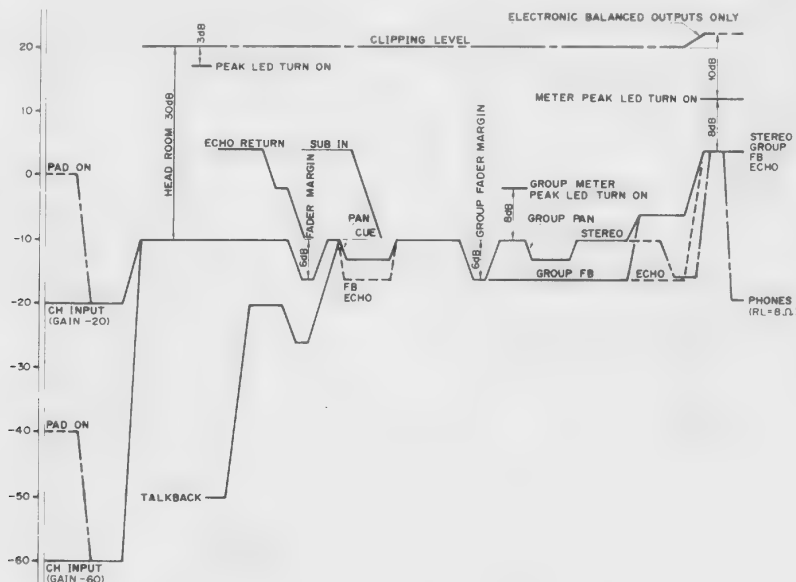 ELECTRONIC BALANCED OUTPUTS ONLY
20
3dB
CLIPPING LEVEL
PEAK LED TURN ON
10dB
METER PEAK LED TURN ON
10
HEAD ROOM 30dB
8dB
ECHO RETURN
SUB IN
STEREO
GROUP
FB
ECHO
PAD ON
0
FADER MARGIN
6dB
GROUP FADER MARGIN
6dB
GROUP METER
PEAK LED TURN ON
8dB
GROUP PAN
PAN
CUE
STEREO
-10
GROUP FB
ECHO
FB
ECHO
-20
CH INPUT
(GAIN -20)
PHONES
(RL=8Ω
-30
PAD ON
-40
TALKBACK
-50
-60
CH INPUT
(GAIN -60)